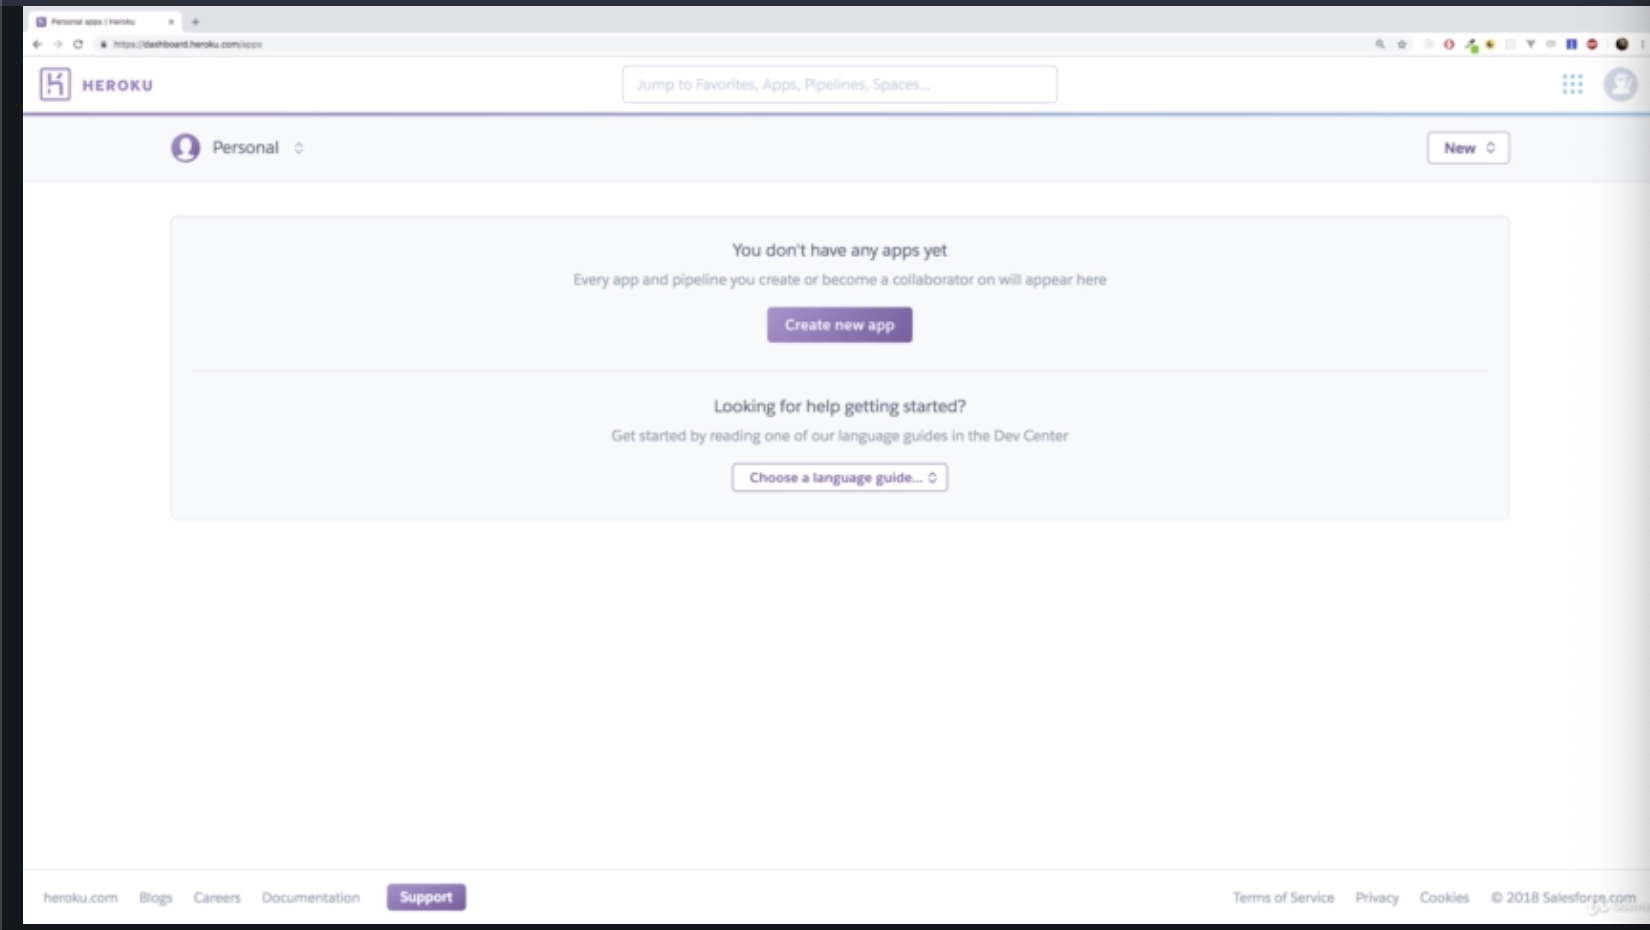 Personal apps | Heroku
https://dashboard.heroku.com/apps
HEROKU
Jump to Favorites, Apps, Pipelines, Spaces...
Personal
New
You don't have any apps yet
Every app and pipeline you create or become a collaborator on will appear here
Create new app
Looking for help getting started?
Get started by reading one of our language guides in the Dev Center
Choose a language guide...
heroku.com Blogs Careers Documentation Support Terms of Service Privacy Cookies © 2018 Salesforce.com